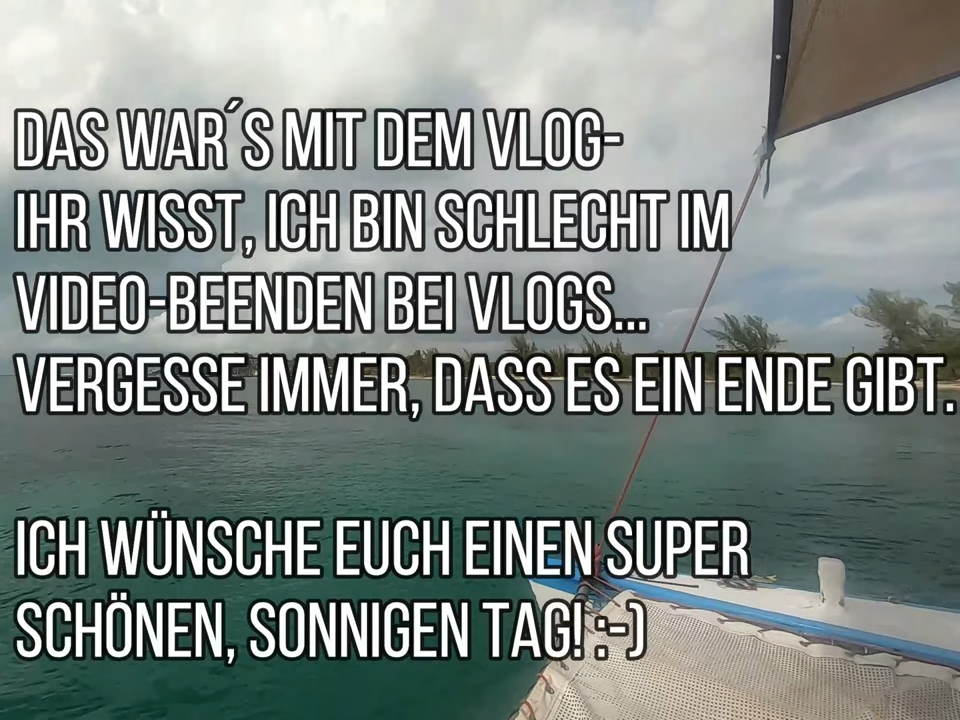 DAS WAR´S MIT DEM VLOG-
IHR WISST, ICH BIN SCHLECHT IM
VIDEO-BEENDEN BEI VLOGS...
VERGESSE IMMER, DASS ES EIN ENDE GIBT.
ICH WÜNSCHE EUCH EINEN SUPER
SCHÖNEN, SONNIGEN TAG! :-)